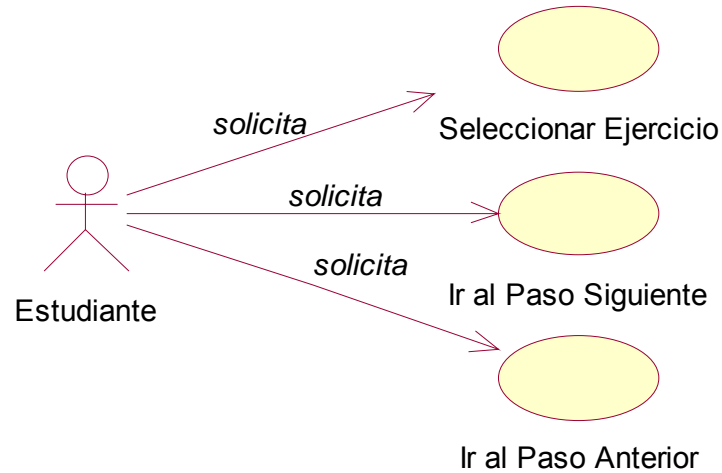 solicita
Seleccionar Ejercicio
solicita
solicita
Ir al Paso Siguiente
Estudiante
Ir al Paso Anterior